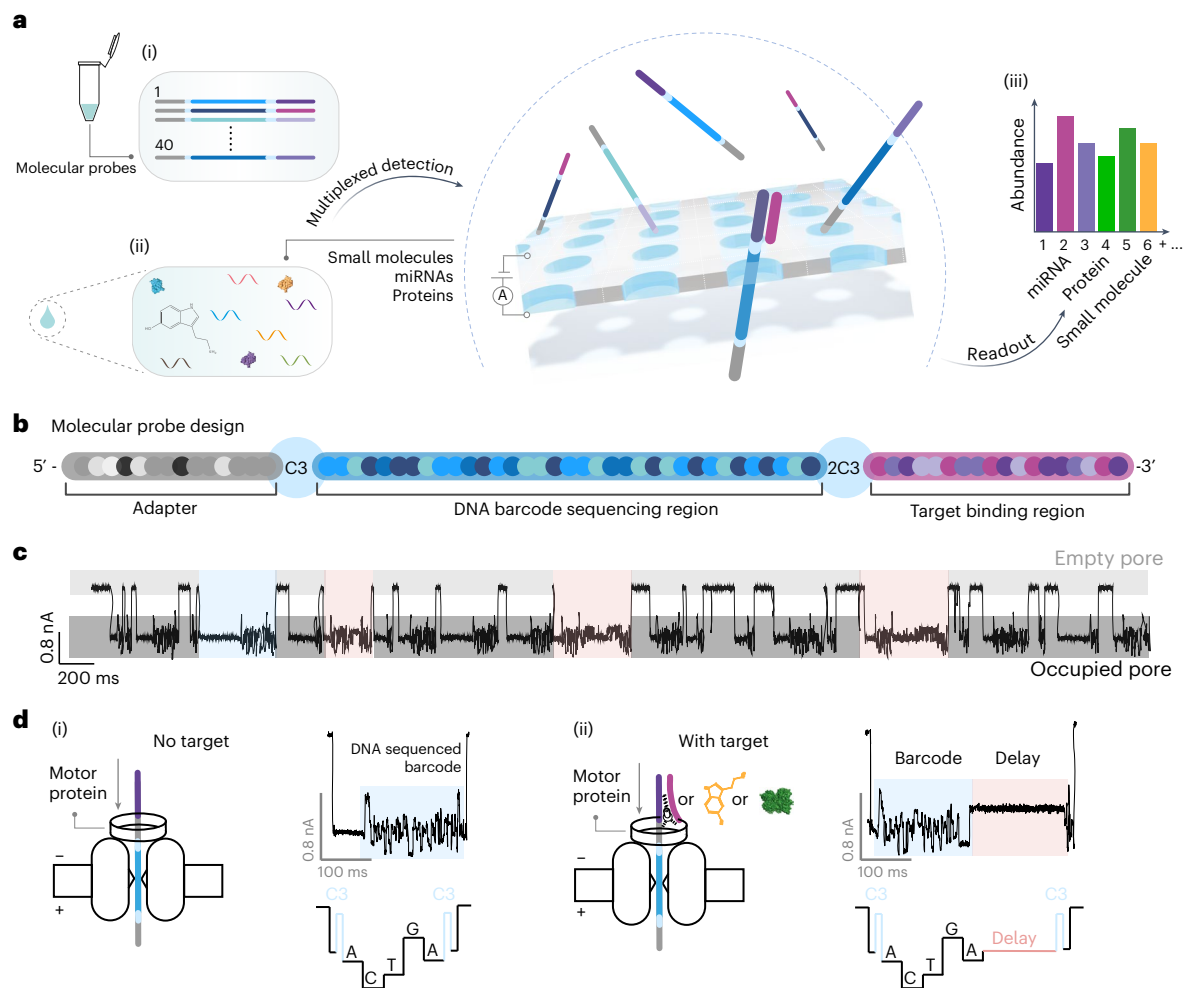 a
(i)
1
40
Molecular probes
Multiplexed detection
(ii)
HO
H
N
NH2
Small molecules
miRNAs
Proteins
A
(iii)
Abundance
1 2 3 4 5 6 + ...
miRNA
Protein
Small molecule
Readout
b
Molecular probe design
5′ -
C3
2C3
-3′
Adapter
DNA barcode sequencing region
Target binding region
c
Empty pore
0.8 nA
200 ms
Occupied pore
d
(i)
No target
Motor
protein
−
+
DNA sequenced
barcode
0.8 nA
100 ms
C3
C3
A
C
T
G
A
(ii)
With target
Motor
protein
or
or
−
+
Barcode
Delay
0.8 nA
100 ms
C3
C3
A
C
T
G
A
Delay